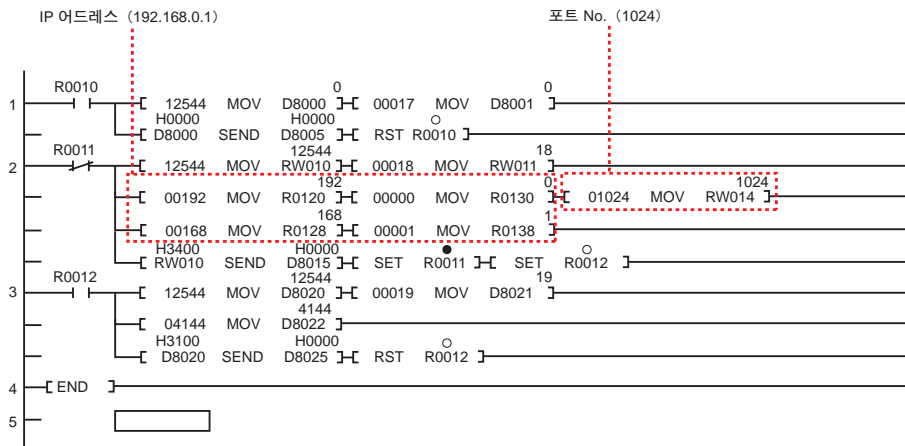 IP 어드레스 (192.168.0.1) 포트 No. (1024)
R0010 0 0
1 12544 MOV D8000 00017 MOV D8001
H0000 H0000
D8000 SEND D8005 RST R0010
R0011 12544 18
2 12544 MOV RW010 00018 MOV RW011
192 0 1024
00192 MOV R0120 00000 MOV R0130 01024 MOV RW014
168 1
00168 MOV R0128 00001 MOV R0138
H3400 H0000
RW010 SEND D8015 SET R0011 SET R0012
R0012 12544 19
3 12544 MOV D8020 00019 MOV D8021
4144
04144 MOV D8022
H3100 H0000
D8020 SEND D8025 RST R0012
4 END
5